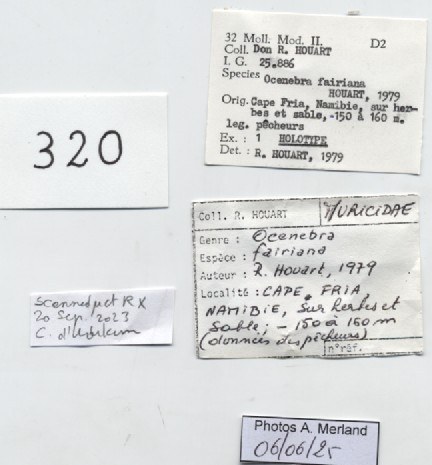 32 Moll. Mod. II. D2
Coll. Don R. HOUART
I. G. 25.886
Species Ocenebra fairiana
HOUART, 1979
Orig. Cape Fria, Namibie, sur her-
bes et sable,-150 à 160 m.
leg. pêcheurs
Ex. : 1 HOLOTYPE
Det. : R. HOUART, 1979
320
Coll. R. HOUART MURICIDAE
Genre : Ocenebra
Espèce : fairiana
Auteur : R. Houart, 1979
Localité : CAPE FRIA
NAMIBIE, Sur herbes et
Sable; - 150 à 160 m
(données des pêcheurs)
n° réf.
Scanned µct RX
20 Sep. 2023
C. d'Udekem
Photos A. Merland
06/06/25